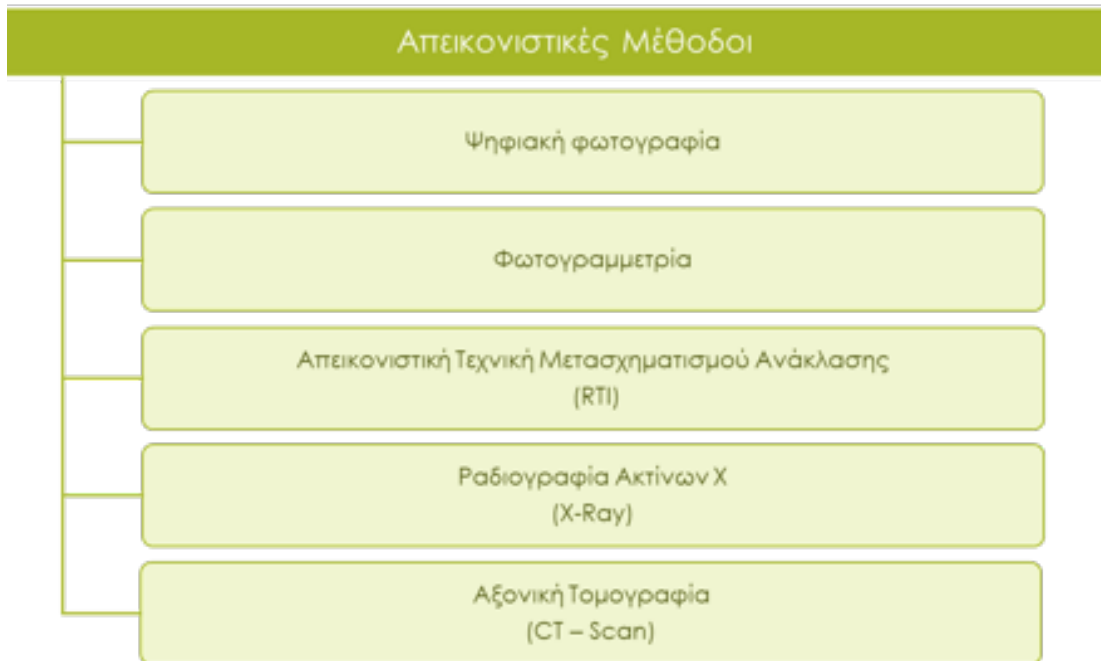 Απεικονιστικές Μέθοδοι
Ψηφιακή φωτογραφία
Φωτογραμμετρία
Απεικονιστική Τεχνική Μετασχηματισμού Ανάκλασης
(RTI)
Ραδιογραφία Ακτίνων Χ
(X-Ray)
Αξονική Τομογραφία
(CT – Scan)